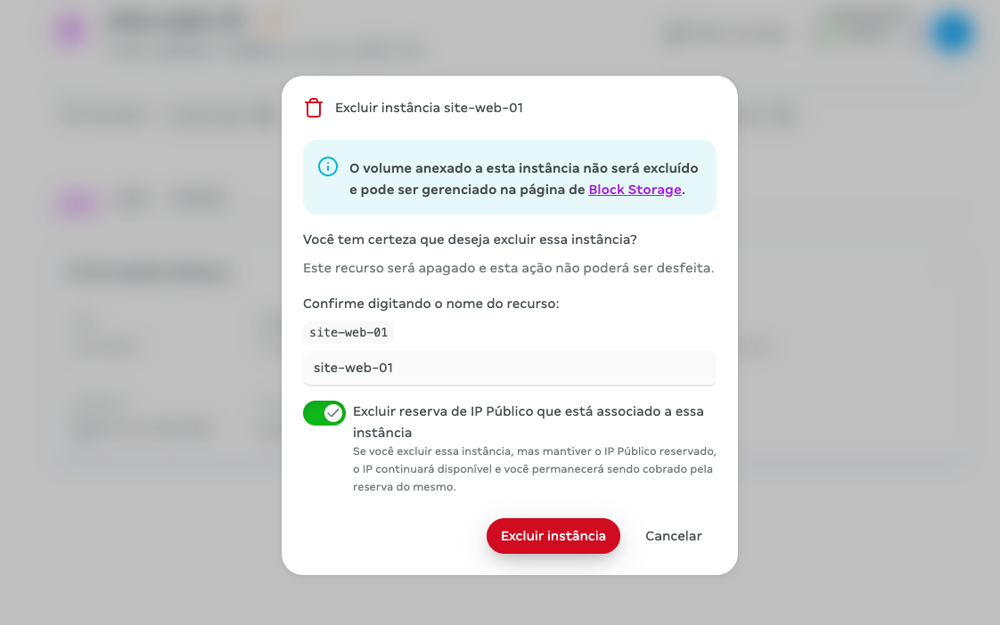 Excluir instância site-web-01
O volume anexado a esta instância não será excluído
e pode ser gerenciado na página de Block Storage.
Você tem certeza que deseja excluir essa instância?
Este recurso será apagado e esta ação não poderá ser desfeita.
Confirme digitando o nome do recurso:
site-web-01
site-web-01
Excluir reserva de IP Público que está associado a essa
instância
Se você excluir essa instância, mas mantiver o IP Público reservado,
o IP continuará disponível e você permanecerá sendo cobrado pela
reserva do mesmo.
Excluir instância
Cancelar